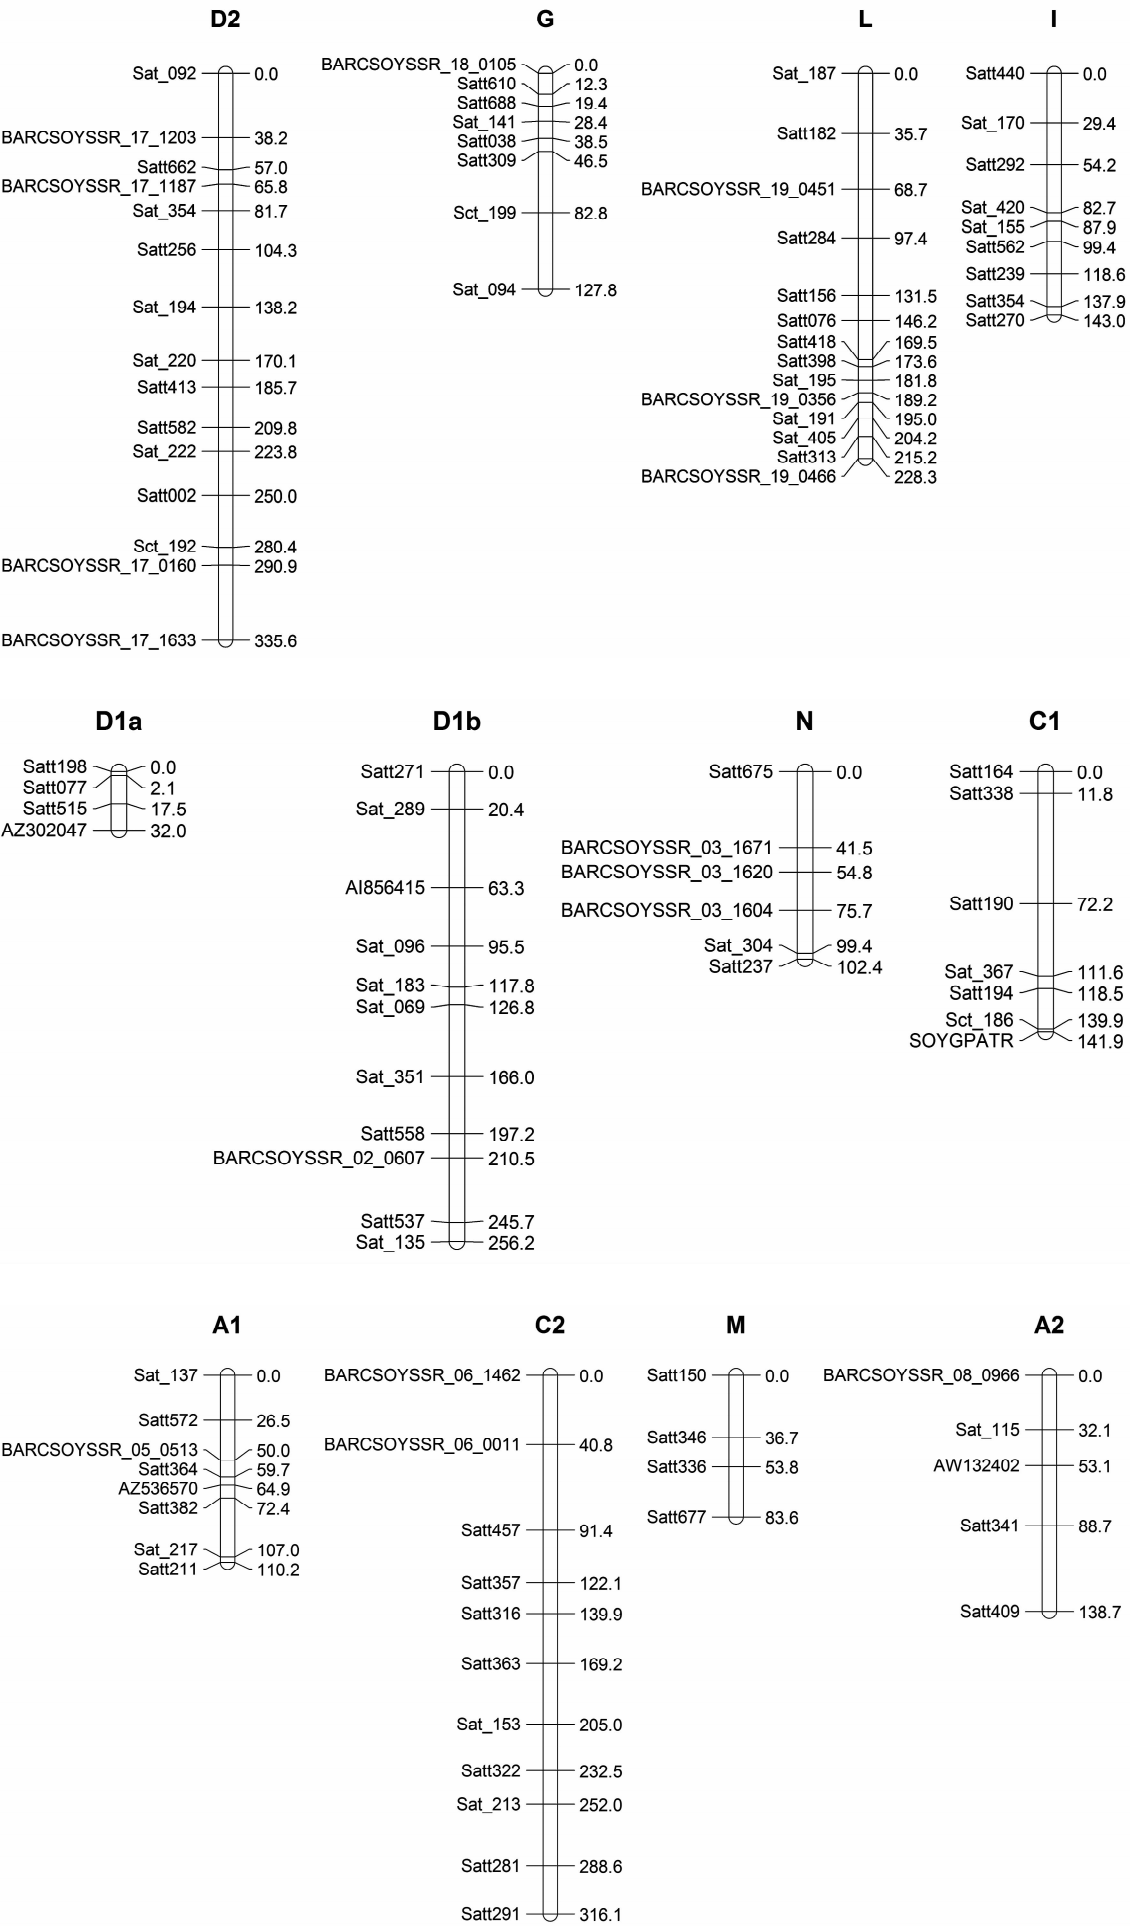 D2
Sat_092 0.0
BARCSOYSSR_17_1203 38.2
Satt662 57.0
BARCSOYSSR_17_1187 65.8
Sat_354 81.7
Satt256 104.3
Sat_194 138.2
Sat_220 170.1
Satt413 185.7
Satt582 209.8
Sat_222 223.8
Satt002 250.0
Sct_192 280.4
BARCSOYSSR_17_0160 290.9
BARCSOYSSR_17_1633 335.6
G
BARCSOYSSR_18_0105 0.0
Satt610 12.3
Satt688 19.4
Sat_141 28.4
Satt038 38.5
Satt309 46.5
Sct_199 82.8
Sat_094 127.8
L
Sat_187 0.0
Satt182 35.7
BARCSOYSSR_19_0451 68.7
Satt284 97.4
Satt156 131.5
Satt076 146.2
Satt418 169.5
Satt398 173.6
Sat_195 181.8
BARCSOYSSR_19_0356 189.2
Sat_191 195.0
Sat_405 204.2
Satt313 215.2
BARCSOYSSR_19_0466 228.3
I
Satt440 0.0
Sat_170 29.4
Satt292 54.2
Sat_420 82.7
Sat_155 87.9
Satt562 99.4
Satt239 118.6
Satt354 137.9
Satt270 143.0
D1a
Satt198 0.0
Satt077 2.1
Satt515 17.5
AZ302047 32.0
D1b
Satt271 0.0
Sat_289 20.4
AI856415 63.3
Sat_096 95.5
Sat_183 117.8
Sat_069 126.8
Sat_351 166.0
Satt558 197.2
BARCSOYSSR_02_0607 210.5
Satt537 245.7
Sat_135 256.2
N
Satt675 0.0
BARCSOYSSR_03_1671 41.5
BARCSOYSSR_03_1620 54.8
BARCSOYSSR_03_1604 75.7
Sat_304 99.4
Satt237 102.4
C1
Satt164 0.0
Satt338 11.8
Satt190 72.2
Sat_367 111.6
Satt194 118.5
Sct_186 139.9
SOYGPATR 141.9
A1
Sat_137 0.0
Satt572 26.5
BARCSOYSSR_05_0513 50.0
Satt364 59.7
AZ536570 64.9
Satt382 72.4
Sat_217 107.0
Satt211 110.2
C2
BARCSOYSSR_06_1462 0.0
BARCSOYSSR_06_0011 40.8
Satt457 91.4
Satt357 122.1
Satt316 139.9
Satt363 169.2
Sat_153 205.0
Satt322 232.5
Sat_213 252.0
Satt281 288.6
Satt291 316.1
M
Satt150 0.0
Satt346 36.7
Satt336 53.8
Satt677 83.6
A2
BARCSOYSSR_08_0966 0.0
Sat_115 32.1
AW132402 53.1
Satt341 88.7
Satt409 138.7